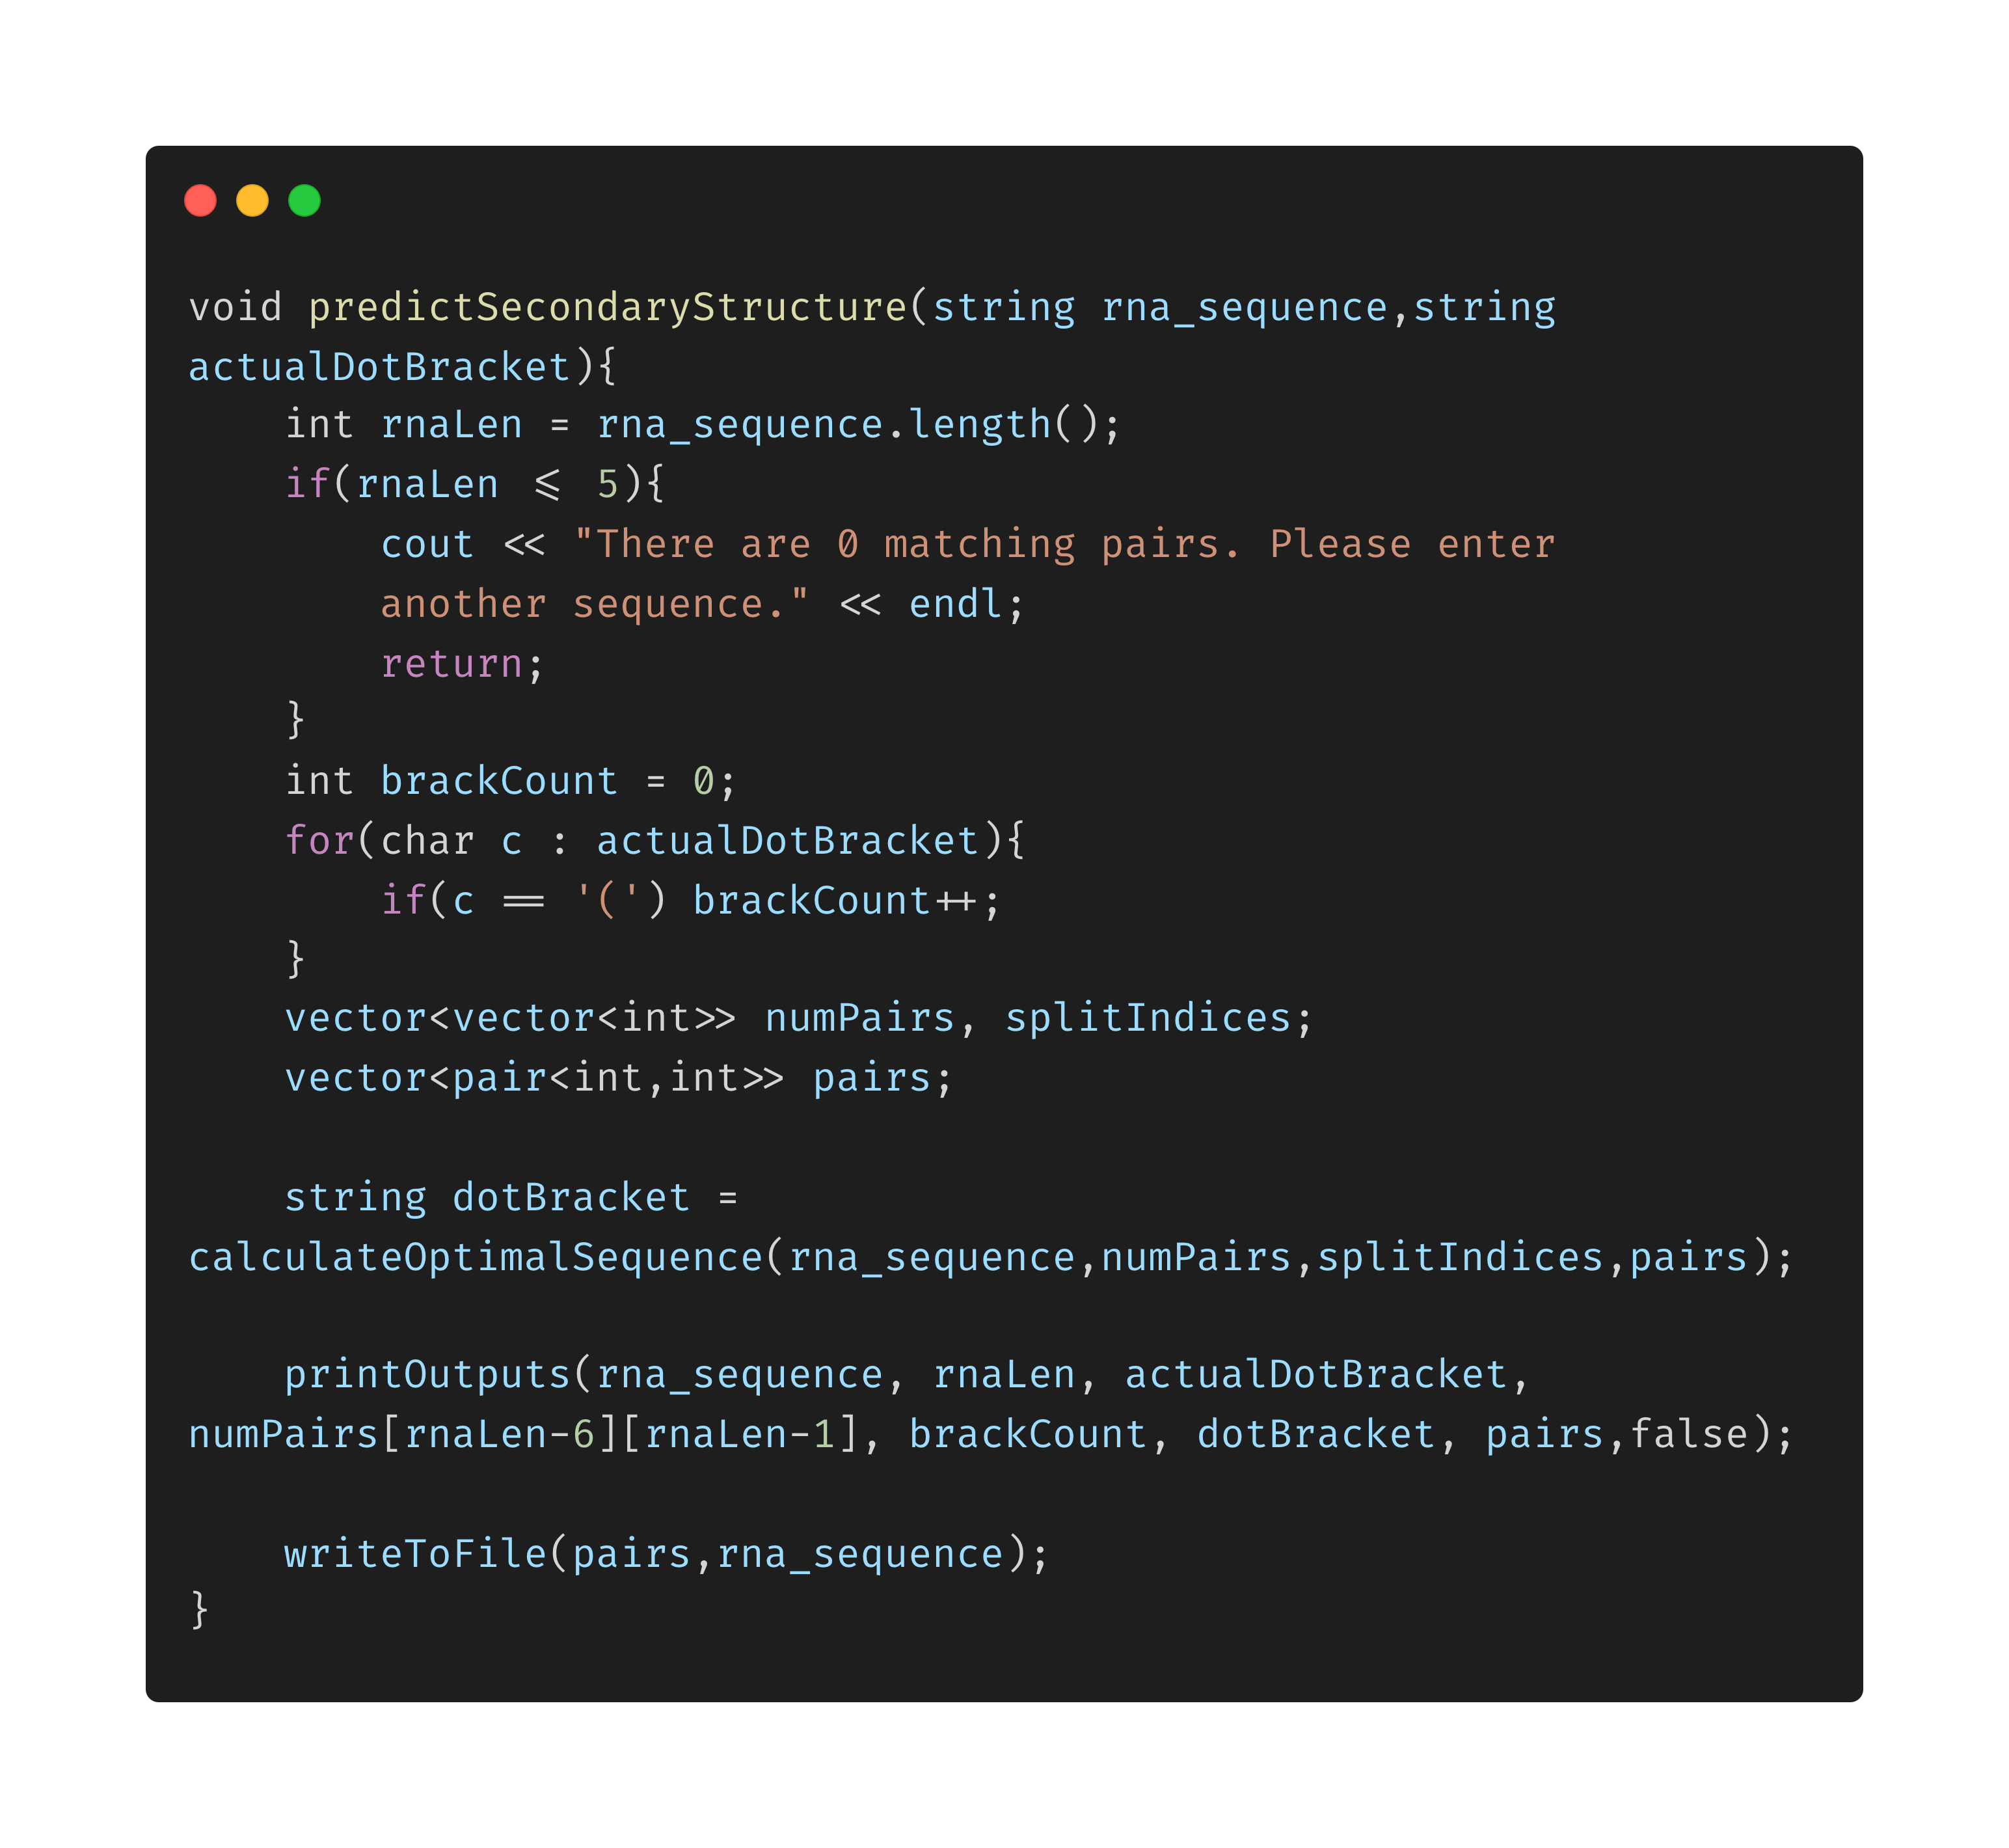 void predictSecondaryStructure(string rna_sequence,string
actualDotBracket){
    int rnaLen = rna_sequence.length();
    if(rnaLen <= 5){
        cout << "There are 0 matching pairs. Please enter
        another sequence." << endl;
        return;
    }
    int brackCount = 0;
    for(char c : actualDotBracket){
        if(c == '(') brackCount++;
    }
    vector<vector<int>> numPairs, splitIndices;
    vector<pair<int,int>> pairs;

    string dotBracket =
calculateOptimalSequence(rna_sequence,numPairs,splitIndices,pairs);

    printOutputs(rna_sequence, rnaLen, actualDotBracket,
numPairs[rnaLen-6][rnaLen-1], brackCount, dotBracket, pairs,false);

    writeToFile(pairs,rna_sequence);
}